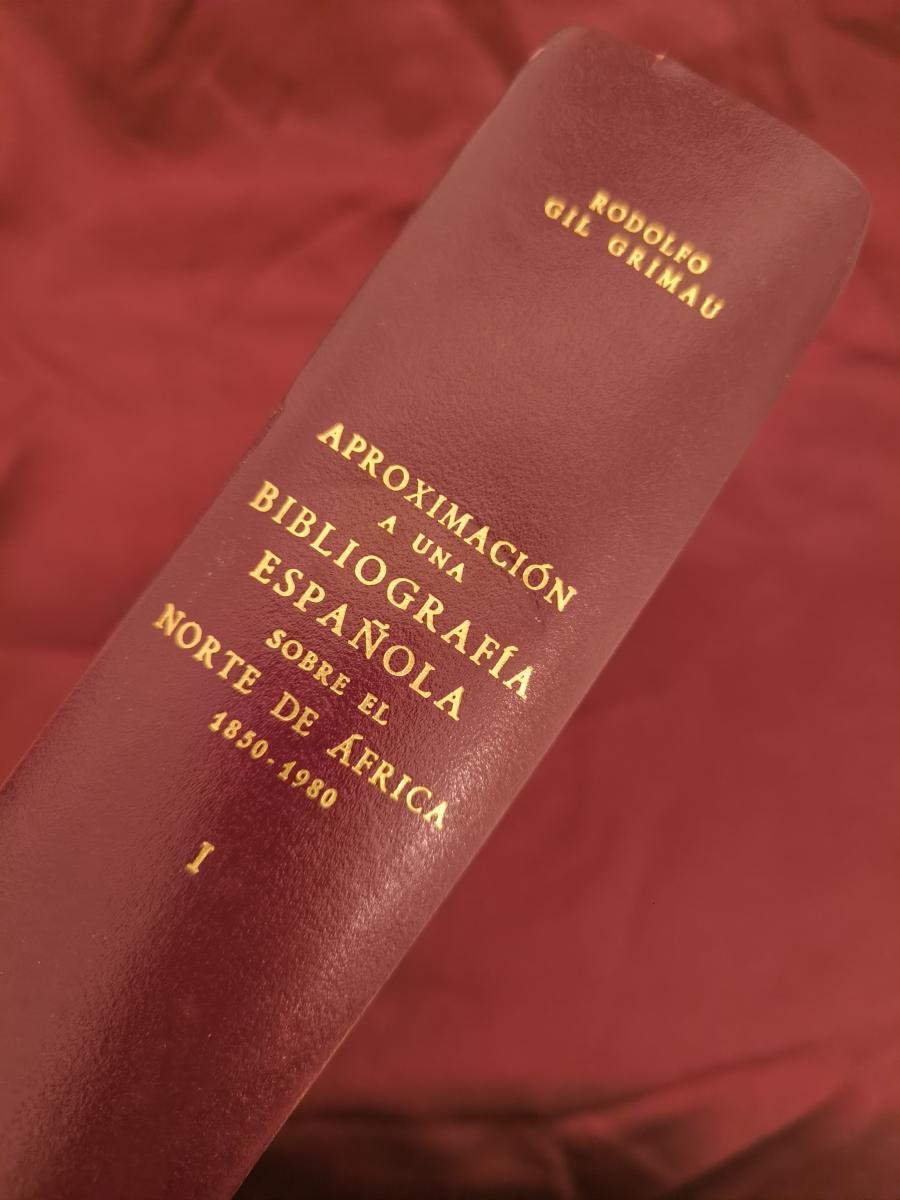 RODOLFO
GIL GRIMAU
APROXIMACIÓN
A UNA
BIBLIOGRAFÍA
ESPAÑOLA
SOBRE EL
NORTE DE ÁFRICA
1850.1980
I